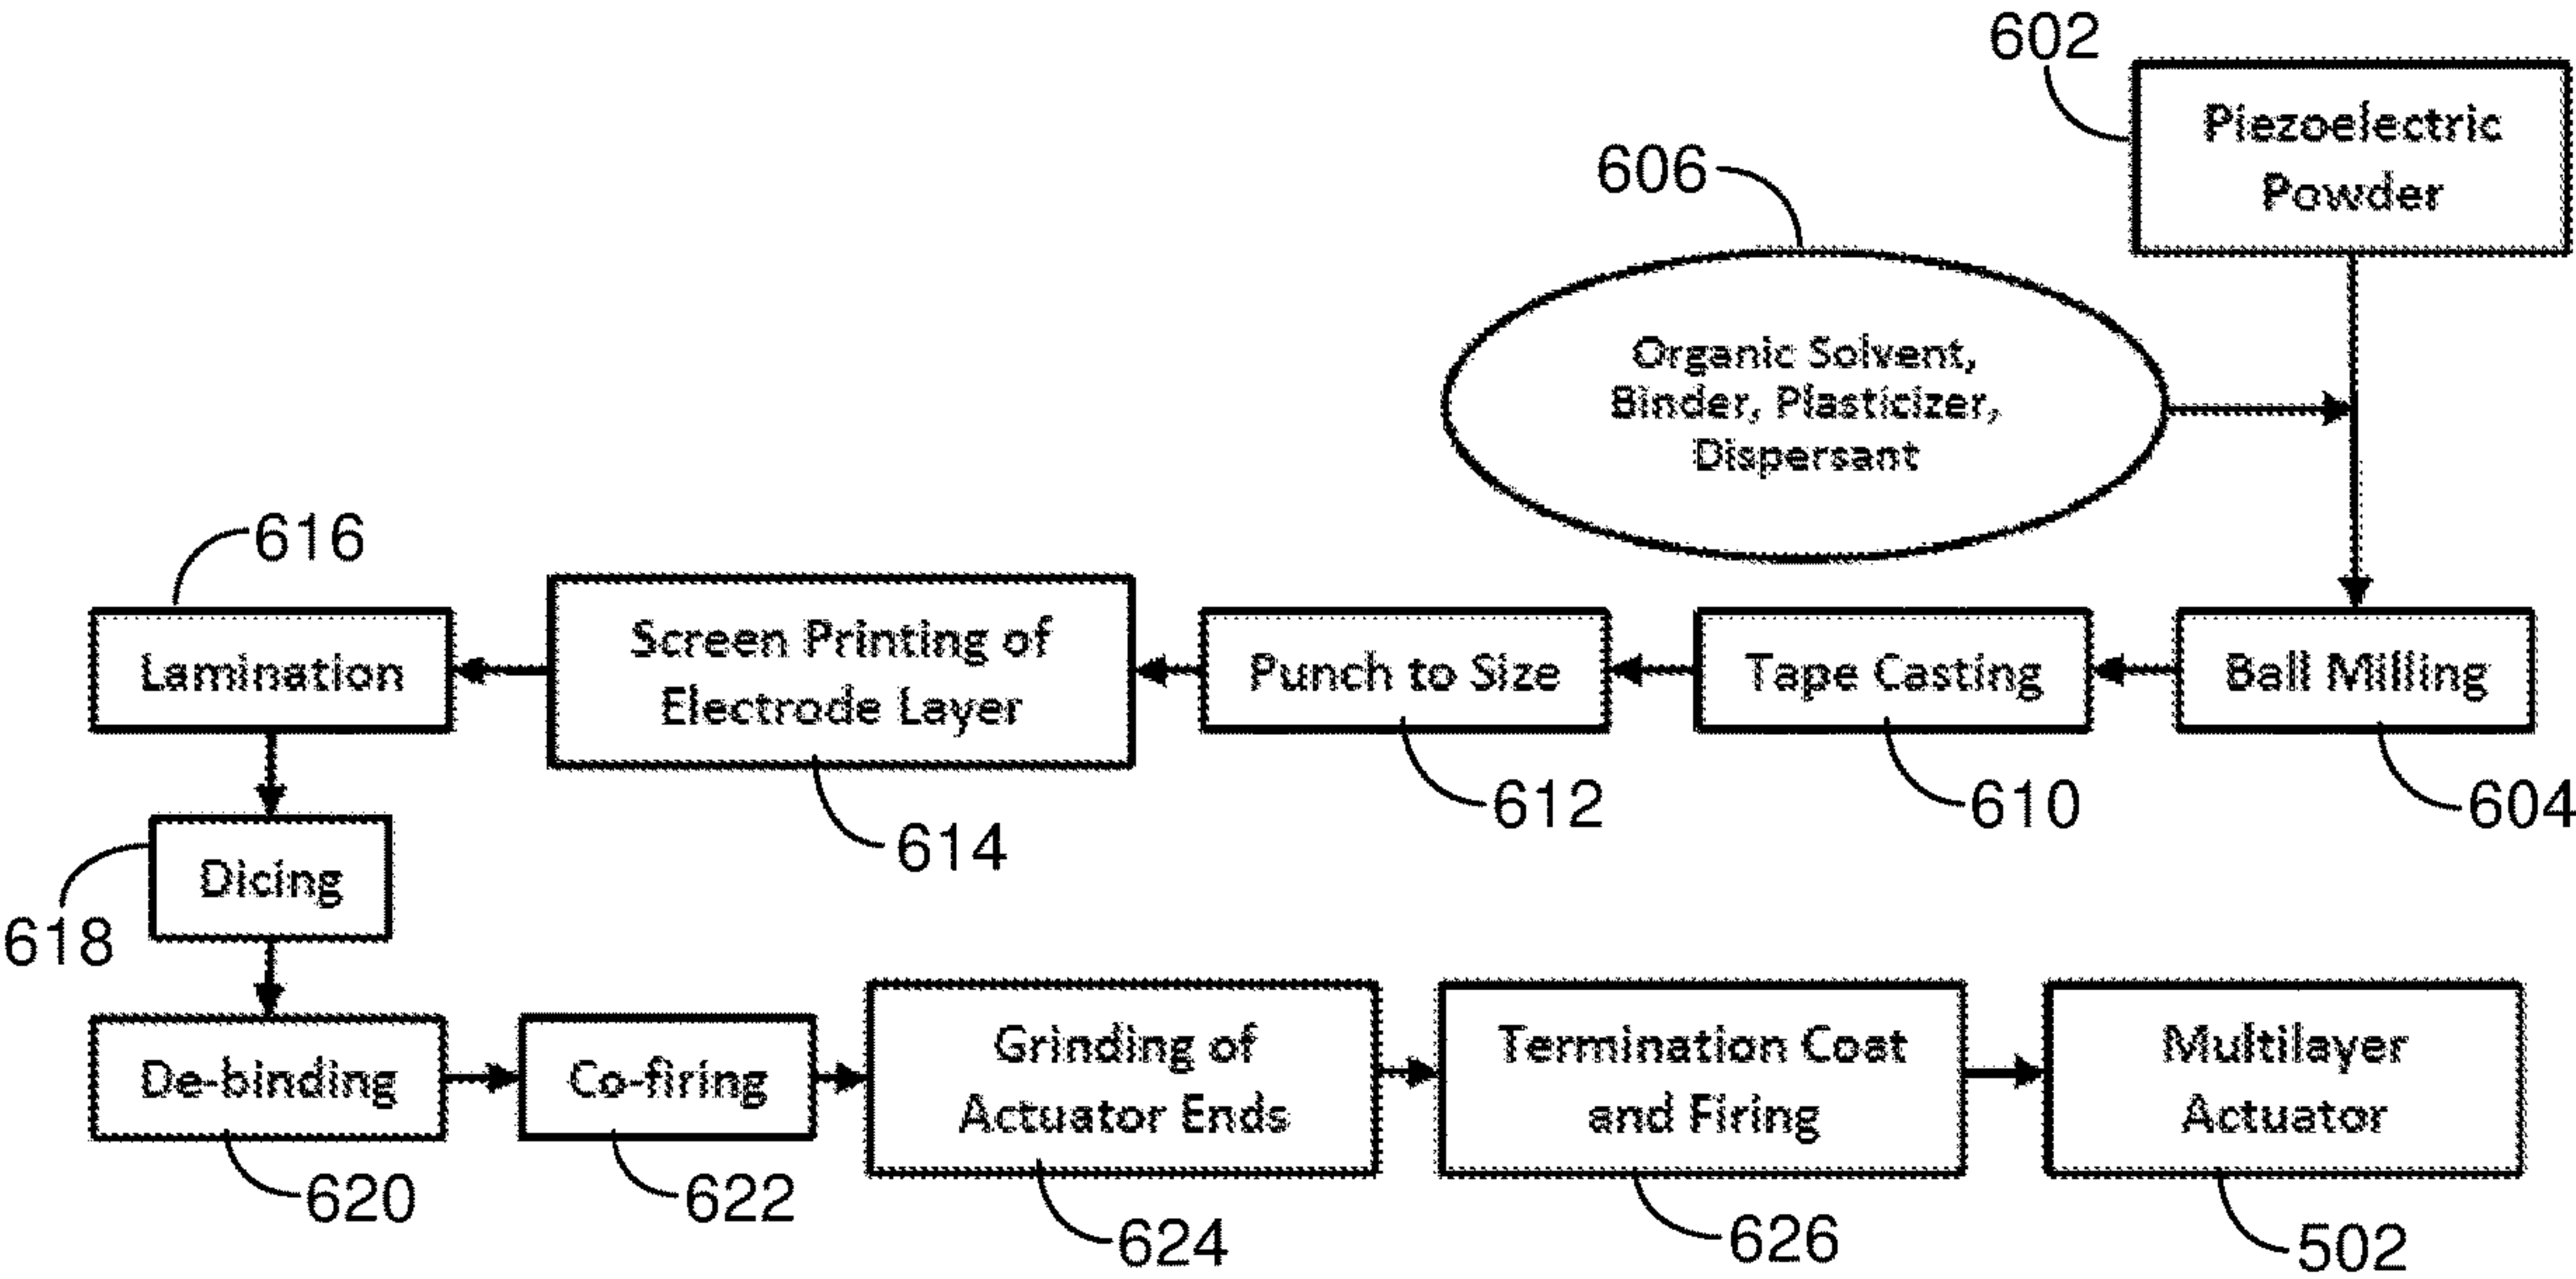 602
Piezoelectric
Powder
606
Organic Solvent,
Binder, Plasticizer,
Dispersant
616
Lamination
Screen Printing of
Electrode Layer
614
Punch to Size
612
Tape Casting
610
Ball Milling
604
Dicing
618
De-binding
620
Co-firing
622
Grinding of
Actuator Ends
624
Termination Coat
and Firing
626
Multilayer
Actuator
502